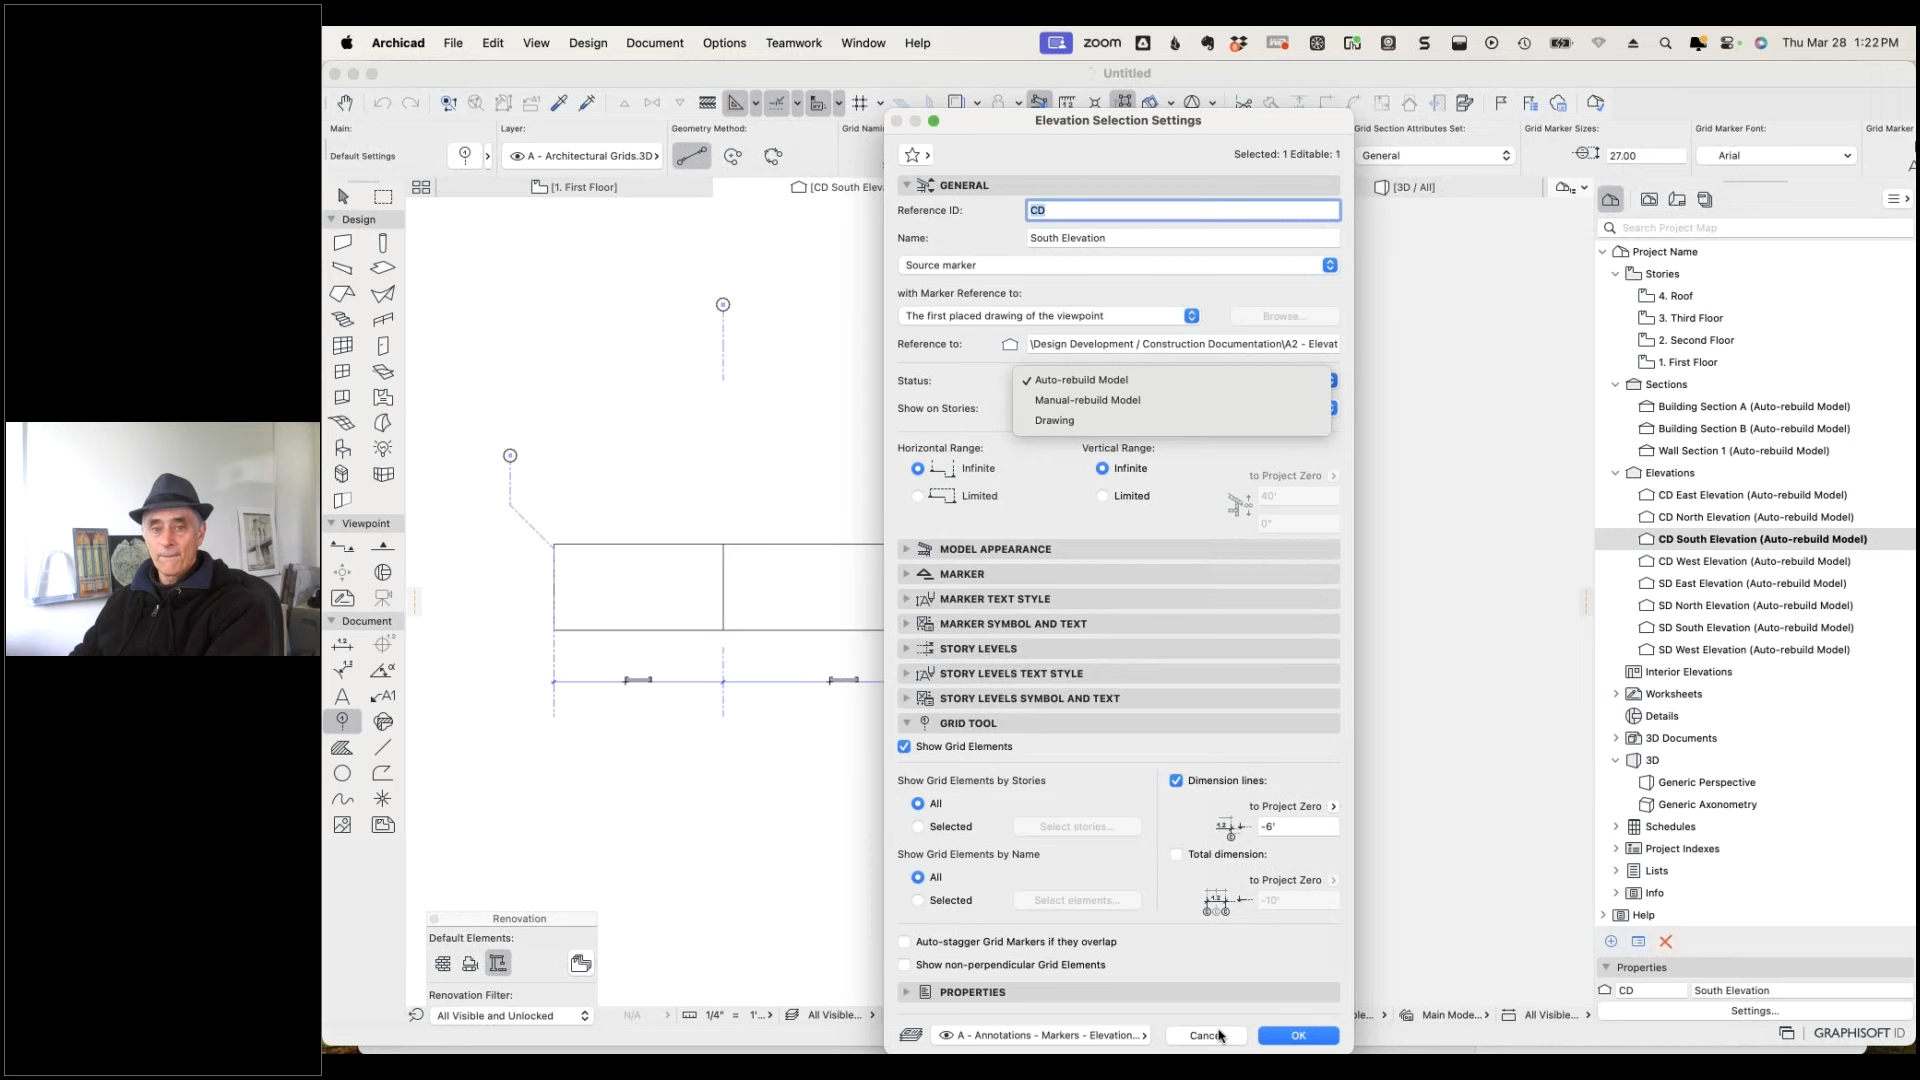 Archicad File Edit View Design Document Options Teamwork Window Help
zoom
Thu Mar 28 1:22 PM
Untitled
Main:
Default Settings
Layer:
A - Architectural Grids.3D
Geometry Method:
Grid Section Attributes Set:
General
Grid Marker Sizes:
27.00
Grid Marker Font:
Arial
Grid Marker
[1. First Floor]
[3D / All]
Design
Viewpoint
Document
Renovation
Default Elements:
Renovation Filter:
All Visible and Unlocked
N/A
1/4" = 1'...
All Visible...
Elevation Selection Settings
Selected: 1 Editable: 1
GENERAL
Reference ID:
CD
Name:
South Elevation
Source marker
with Marker Reference to:
The first placed drawing of the viewpoint
Browse...
Reference to:
\Design Development / Construction Documentation\A2 - Elevat
Status:
Auto-rebuild Model
Manual-rebuild Model
Drawing
Show on Stories:
Horizontal Range:
Infinite
Limited
Vertical Range:
Infinite
Limited
to Project Zero
40'
0"
MODEL APPEARANCE
MARKER
MARKER TEXT STYLE
MARKER SYMBOL AND TEXT
STORY LEVELS
STORY LEVELS TEXT STYLE
STORY LEVELS SYMBOL AND TEXT
GRID TOOL
Show Grid Elements
Show Grid Elements by Stories
All
Selected
Select stories...
Show Grid Elements by Name
All
Selected
Select elements...
Dimension lines:
to Project Zero
-6'
Total dimension:
to Project Zero
-10'
Auto-stagger Grid Markers if they overlap
Show non-perpendicular Grid Elements
PROPERTIES
A - Annotations - Markers - Elevation...
Cancel
OK
Search Project Map
Project Name
Stories
4. Roof
3. Third Floor
2. Second Floor
1. First Floor
Sections
Building Section A (Auto-rebuild Model)
Building Section B (Auto-rebuild Model)
Wall Section 1 (Auto-rebuild Model)
Elevations
CD East Elevation (Auto-rebuild Model)
CD North Elevation (Auto-rebuild Model)
CD South Elevation (Auto-rebuild Model)
CD West Elevation (Auto-rebuild Model)
SD East Elevation (Auto-rebuild Model)
SD North Elevation (Auto-rebuild Model)
SD South Elevation (Auto-rebuild Model)
SD West Elevation (Auto-rebuild Model)
Interior Elevations
Worksheets
Details
3D Documents
3D
Generic Perspective
Generic Axonometry
Schedules
Project Indexes
Lists
Info
Help
Properties
CD
South Elevation
Settings...
Main Mode...
All Visible...
GRAPHISOFT ID